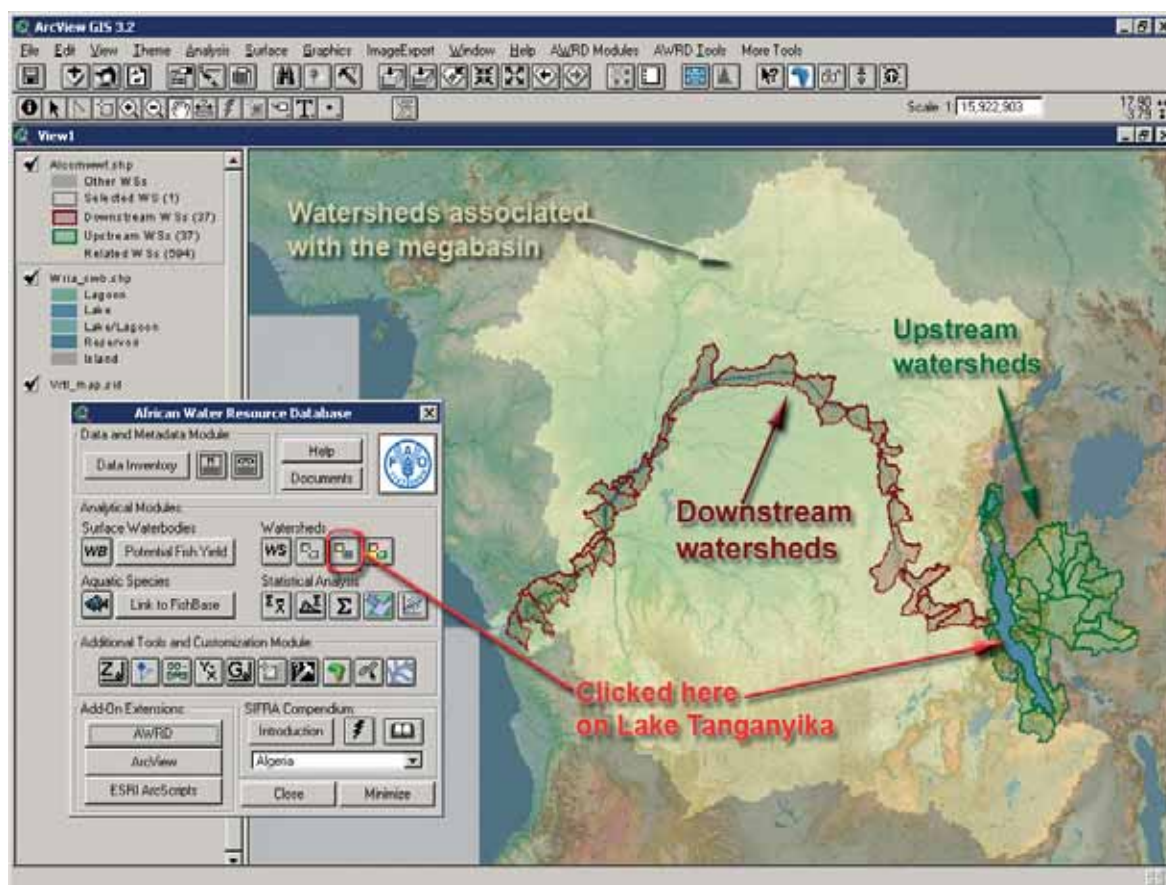 ArcView GIS 3.2
File Edit View Theme Analysis Surface Graphics ImageExport Window Help AWRD Modules AWRD Tools More Tools
Scale 1: 15,922,903
17.90
-3.79
View1
Other WSs
Selected WS (1)
Downstream WSs (37)
Upstream WSs (37)
Related WSs (594)
Lagoon
Lake
Lake/Lagoon
Reservoir
Island
Watersheds associated
with the megabasin
Upstream
watersheds
Downstream
watersheds
Clicked here
on Lake Tanganyika
African Water Resource Database
Data and Metadata Module
Data Inventory
Help
Documents
Analytical Modules
Surface Waterbodies
Watersheds
WB Potential Fish Yield
WS
Aquatic Species
Statistical Analysis
Link to FishBase
Additional Tools and Customization Module
Add-On Extensions
SIFRA Compendium
AWRD
Introduction
ArcView
Algeria
ESRI ArcScripts
Close
Minimize